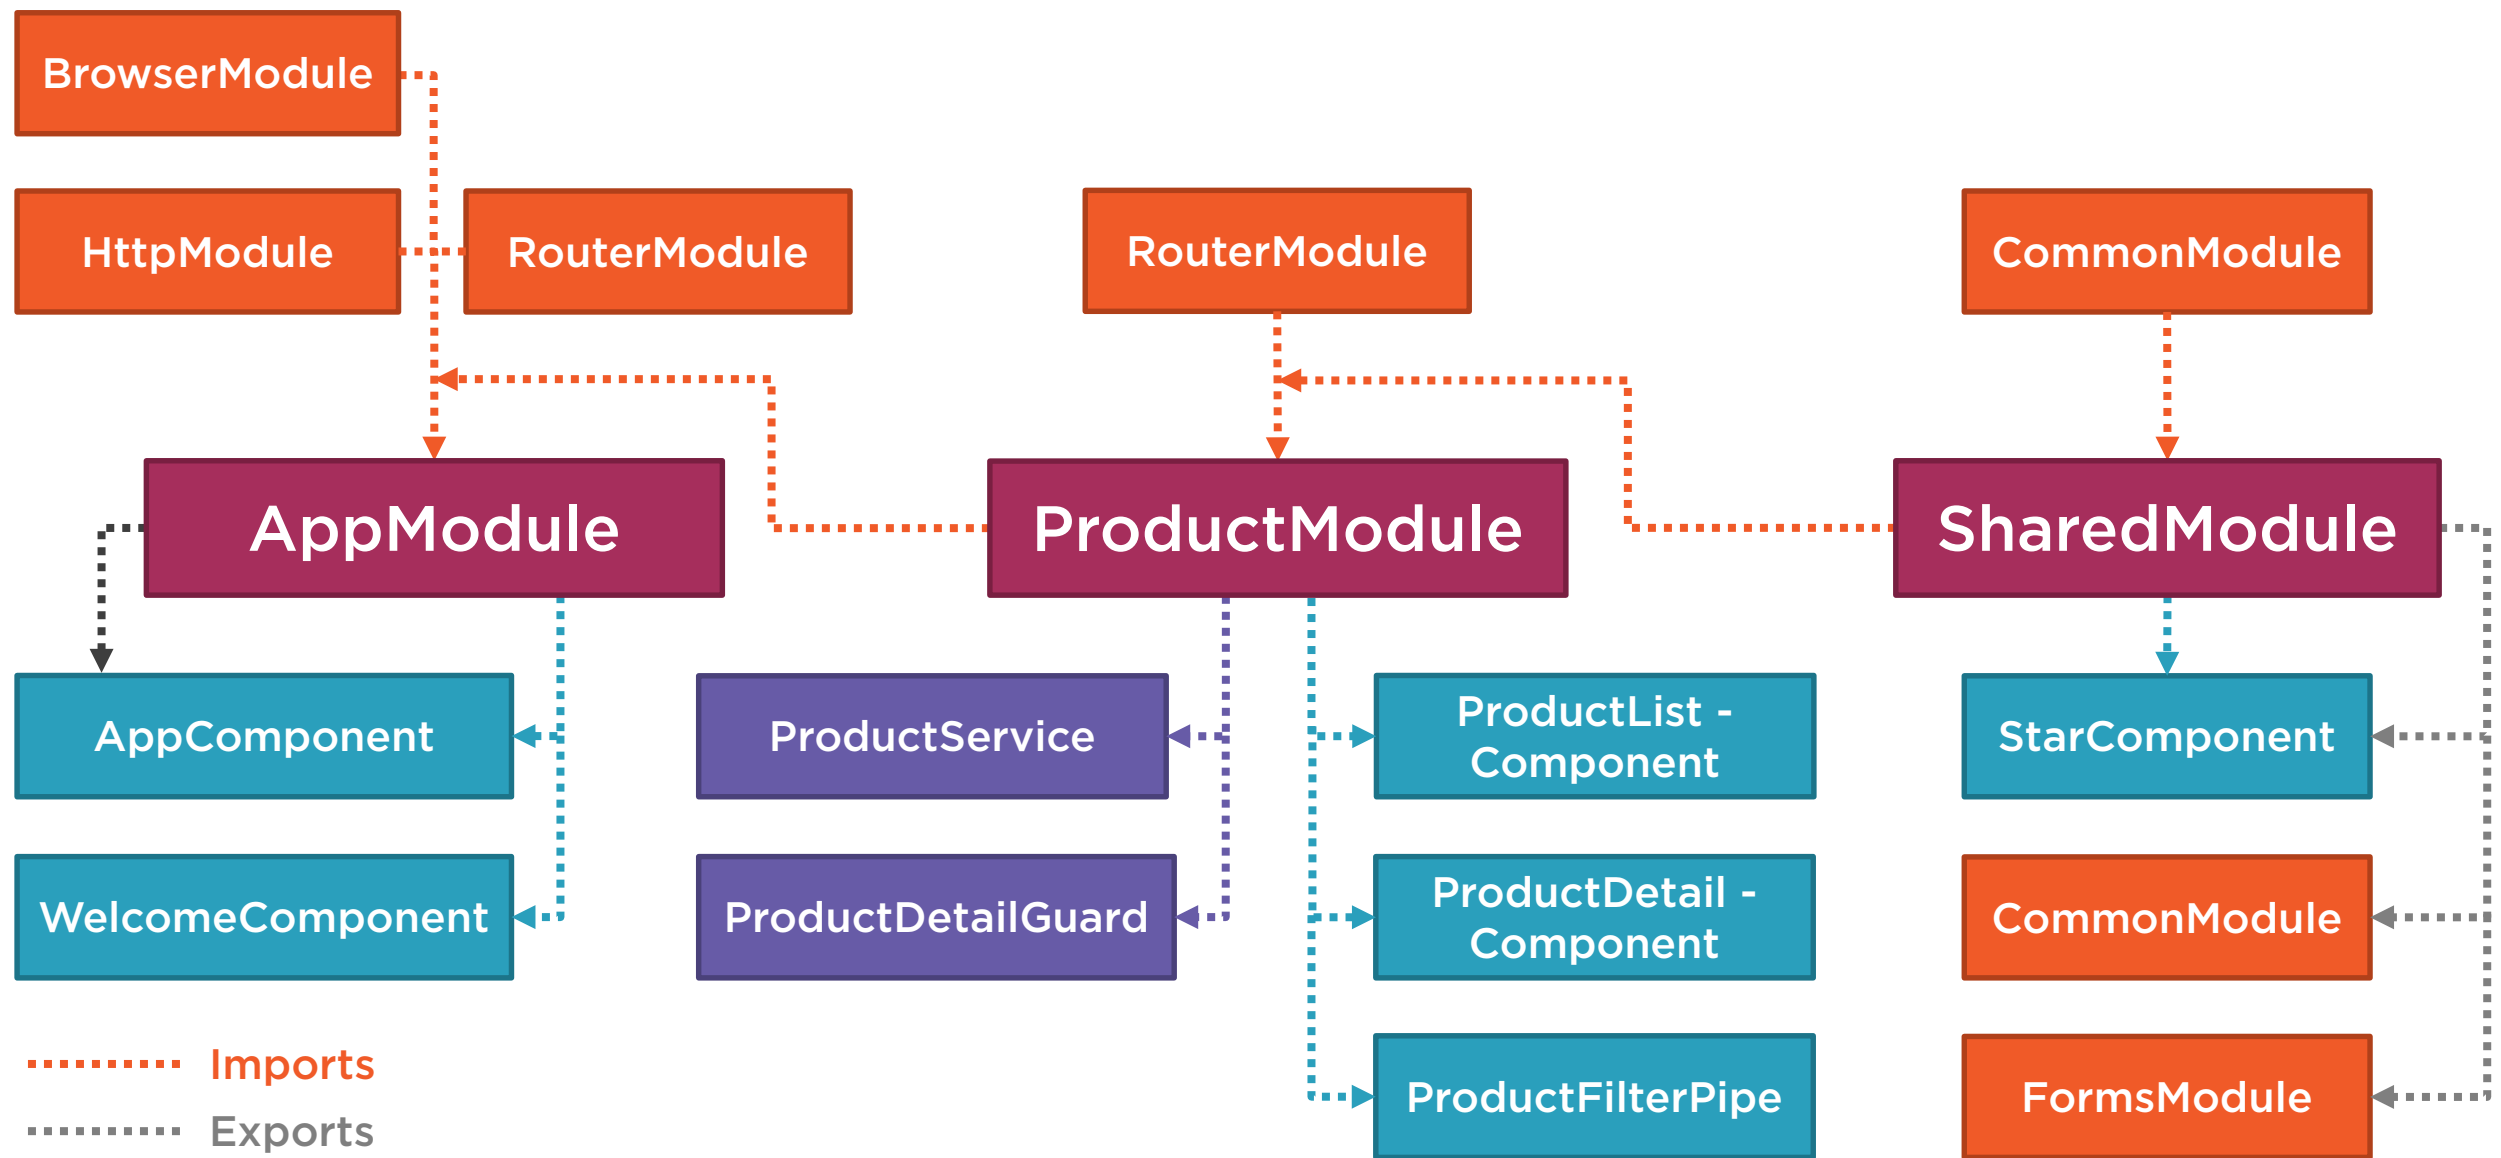 BrowserModule
HttpModule
RouterModule
RouterModule
CommonModule
AppModule
ProductModule
SharedModule
AppComponent
ProductService
ProductList -
Component
StarComponent
WelcomeComponent
ProductDetailGuard
ProductDetail -
Component
CommonModule
Imports
ProductFilterPipe
FormsModule
Exports